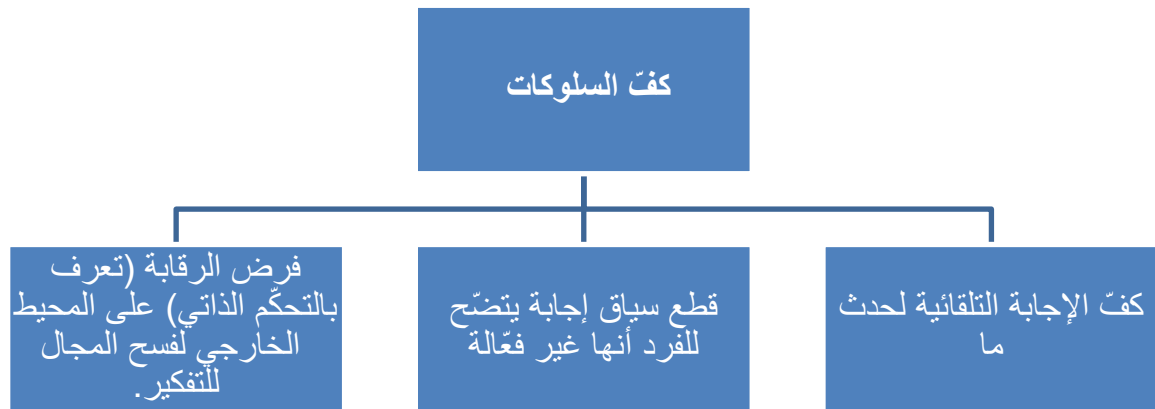 كفّ السلوكات
كفّ الإجابة التلقائية لحدث
ما
قطع سياق إجابة يتضّح
للفرد أنها غير فعّالة
فرض الرقابة (تعرف
بالتحكّم الذاتي) على المحيط
الخارجي لفسح المجال
للتفكير.